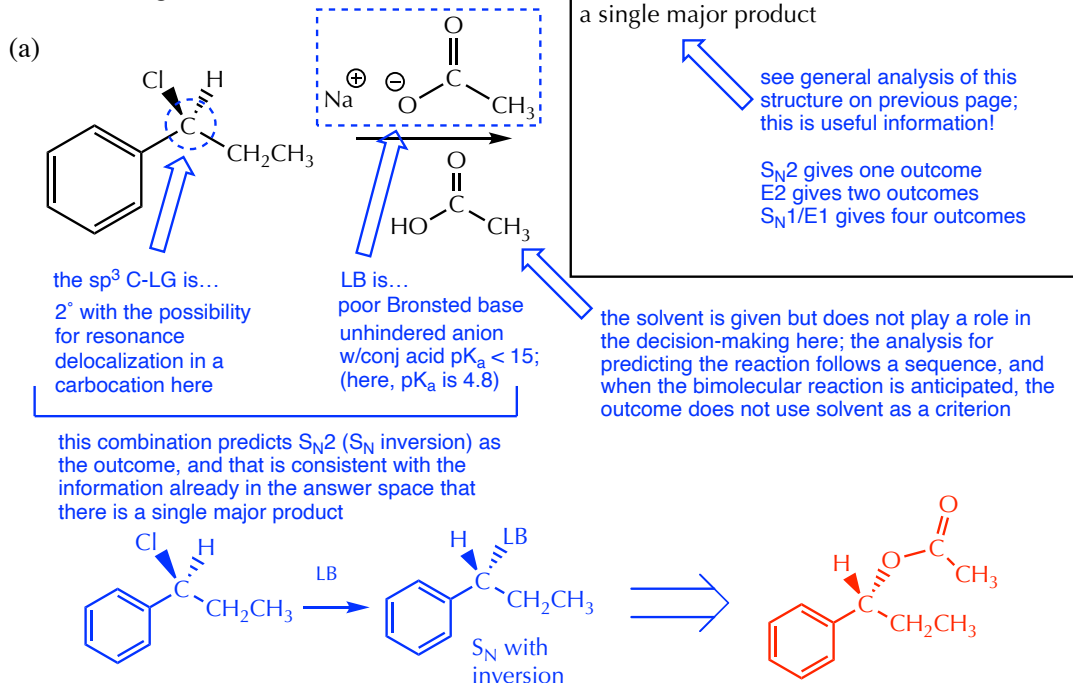 a single major product
(a)
Cl H
C
CH₂CH₃
Na ⊕ ⊖ O
O
C
CH₃
O
HO C CH₃
see general analysis of this
structure on previous page;
this is useful information!
S_N2 gives one outcome
E2 gives two outcomes
S_N1/E1 gives four outcomes
the sp³ C-LG is…
2° with the possibility
for resonance
delocalization in a
carbocation here
LB is…
poor Bronsted base
unhindered anion
w/conj acid pKₐ < 15;
(here, pKₐ is 4.8)
the solvent is given but does not play a role in
the decision-making here; the analysis for
predicting the reaction follows a sequence, and
when the bimolecular reaction is anticipated, the
outcome does not use solvent as a criterion
this combination predicts S_N2 (S_N inversion) as
the outcome, and that is consistent with the
information already in the answer space that
there is a single major product
Cl H
C
CH₂CH₃
LB
H LB
C
CH₂CH₃
S_N with
inversion
O
H O C
CH₃
C
CH₂CH₃